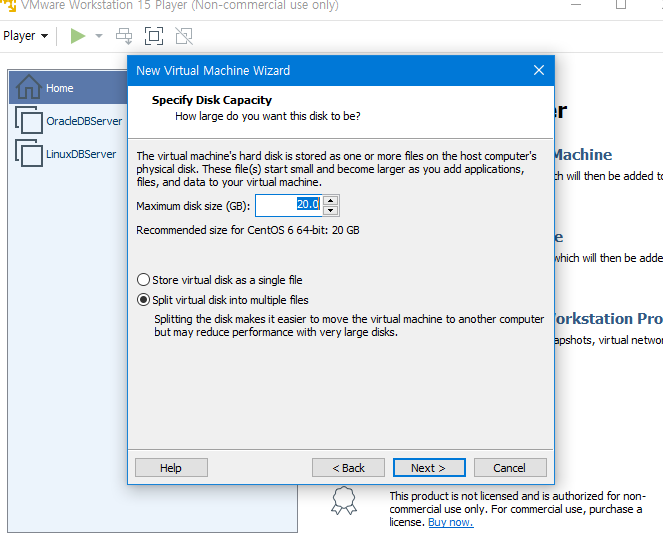 VMware Workstation 15 Player (Non-commercial use only)
Player
New Virtual Machine Wizard
Home
OradeDBServer
LinuxDBServer
Specify Disk Capacity
How large do you want this disk to be?
The virtual machine's hard disk is stored as one or more files on the host computer's
physical disk. These file(s) start small and become larger as you add applications,
files, and data to your virtual machine.
Maximum disk size (GB): 20.0
Recommended size for CentOS 6 64-bit: 20 GB
Store virtual disk as a single file
Split virtual disk into multiple files
Splitting the disk makes it easier to move the virtual machine to another computer
but may reduce performance with very large disks.
Help < Back Next > Cancel
er
Machine
ch will then be added to
e
which will then be adde
orkstation Pro
apshots, virtual networ
This product is not licensed and is authorized for non-
commercial use only. For commercial use, purchase a
license. Buy now.